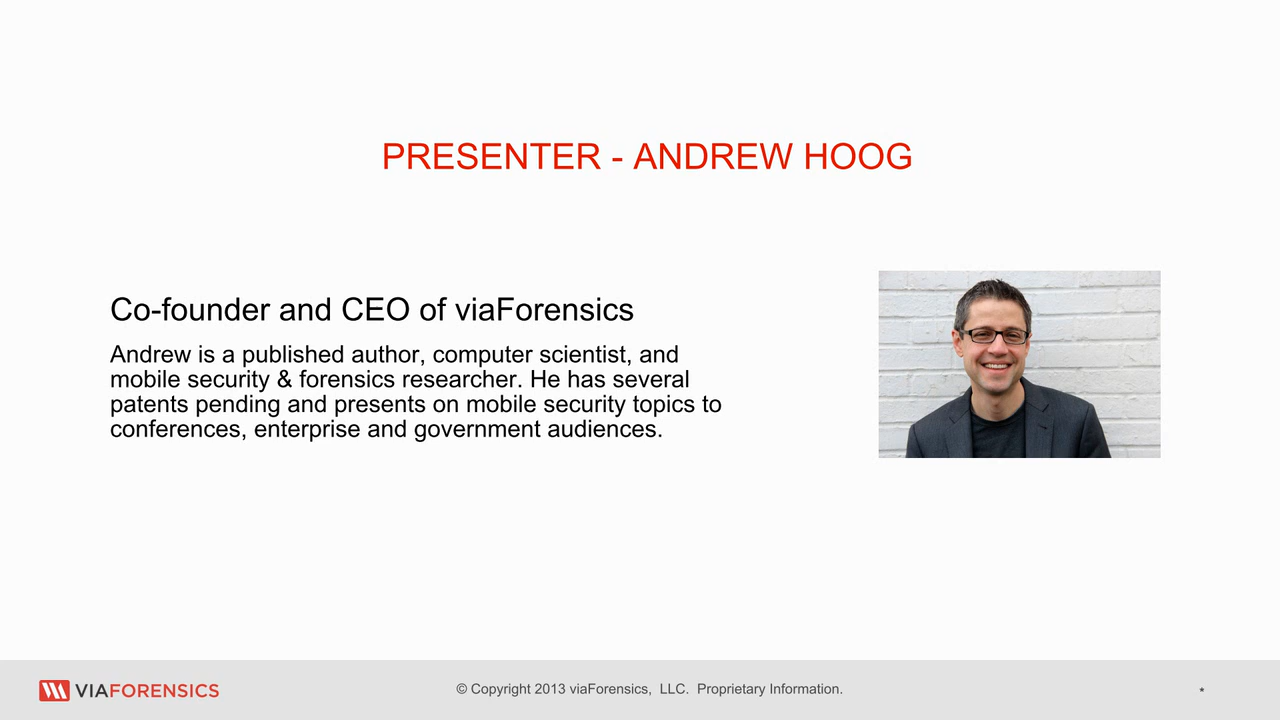 PRESENTER - ANDREW HOOG
Co-founder and CEO of viaForensics
Andrew is a published author, computer scientist, and
mobile security & forensics researcher. He has several
patents pending and presents on mobile security topics to
conferences, enterprise and government audiences.
VIAFORENSICS
© Copyright 2013 viaForensics,  LLC.  Proprietary Information.
*